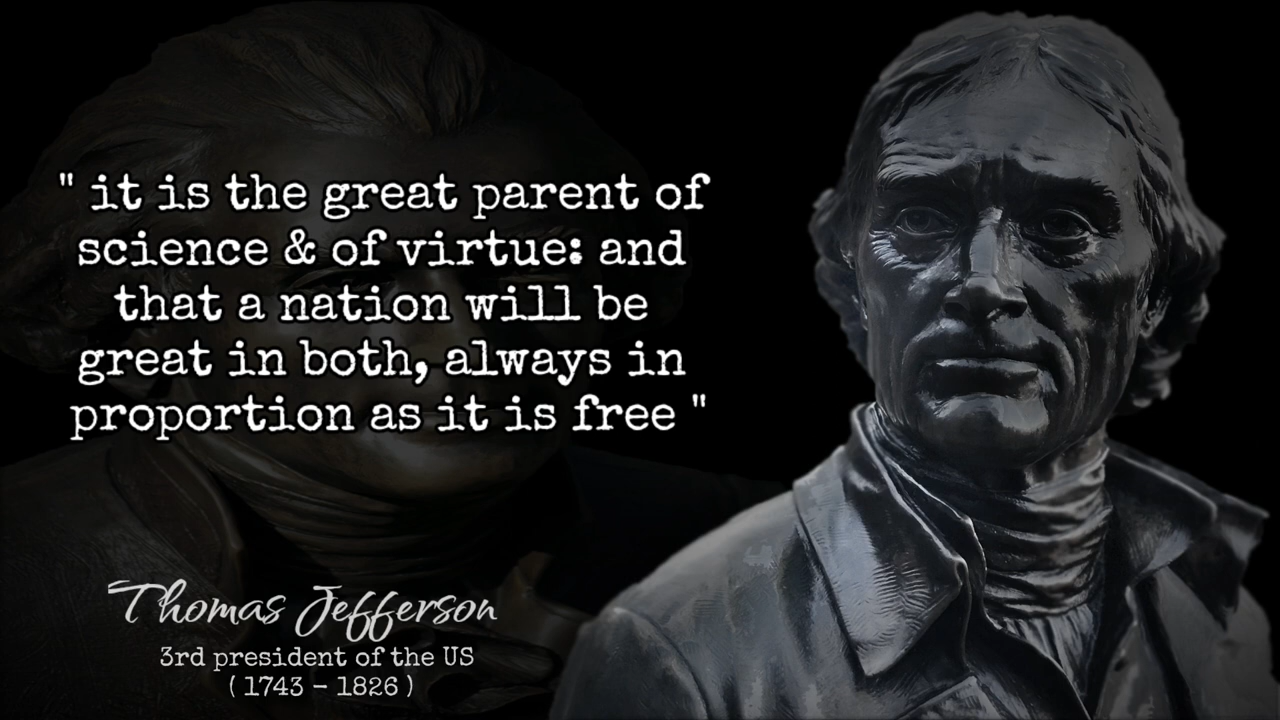 " it is the great parent of
science & of virtue: and
that a nation will be
great in both, always in
proportion as it is free "
Thomas Jefferson
3rd president of the US
( 1743 - 1826 )